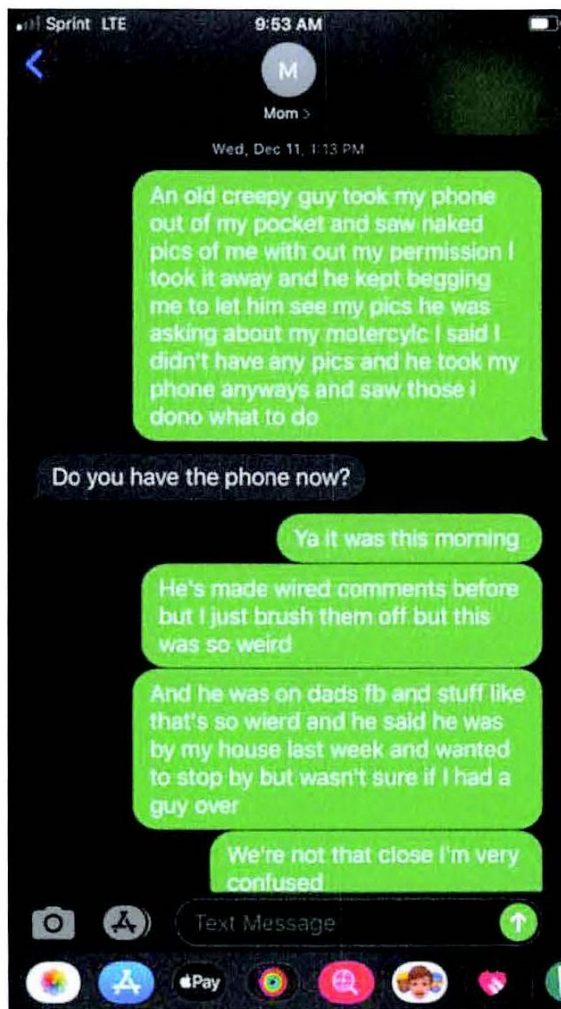 Sprint LTE
9:53 AM
M
Mom >
Wed, Dec 11, 1:13 PM
An old creepy guy took my phone
out of my pocket and saw naked
pics of me with out my permission I
took it away and he kept begging
me to let him see my pics he was
asking about my motercylc I said I
didn't have any pics and he took my
phone anyways and saw those i
dono what to do
Do you have the phone now?
Ya it was this morning
He's made wired comments before
but I just brush them off but this
was so weird
And he was on dads fb and stuff like
that's so wierd and he said he was
by my house last week and wanted
to stop by but wasn't sure if I had a
guy over
We're not that close I'm very
confused
Text Message
Pay